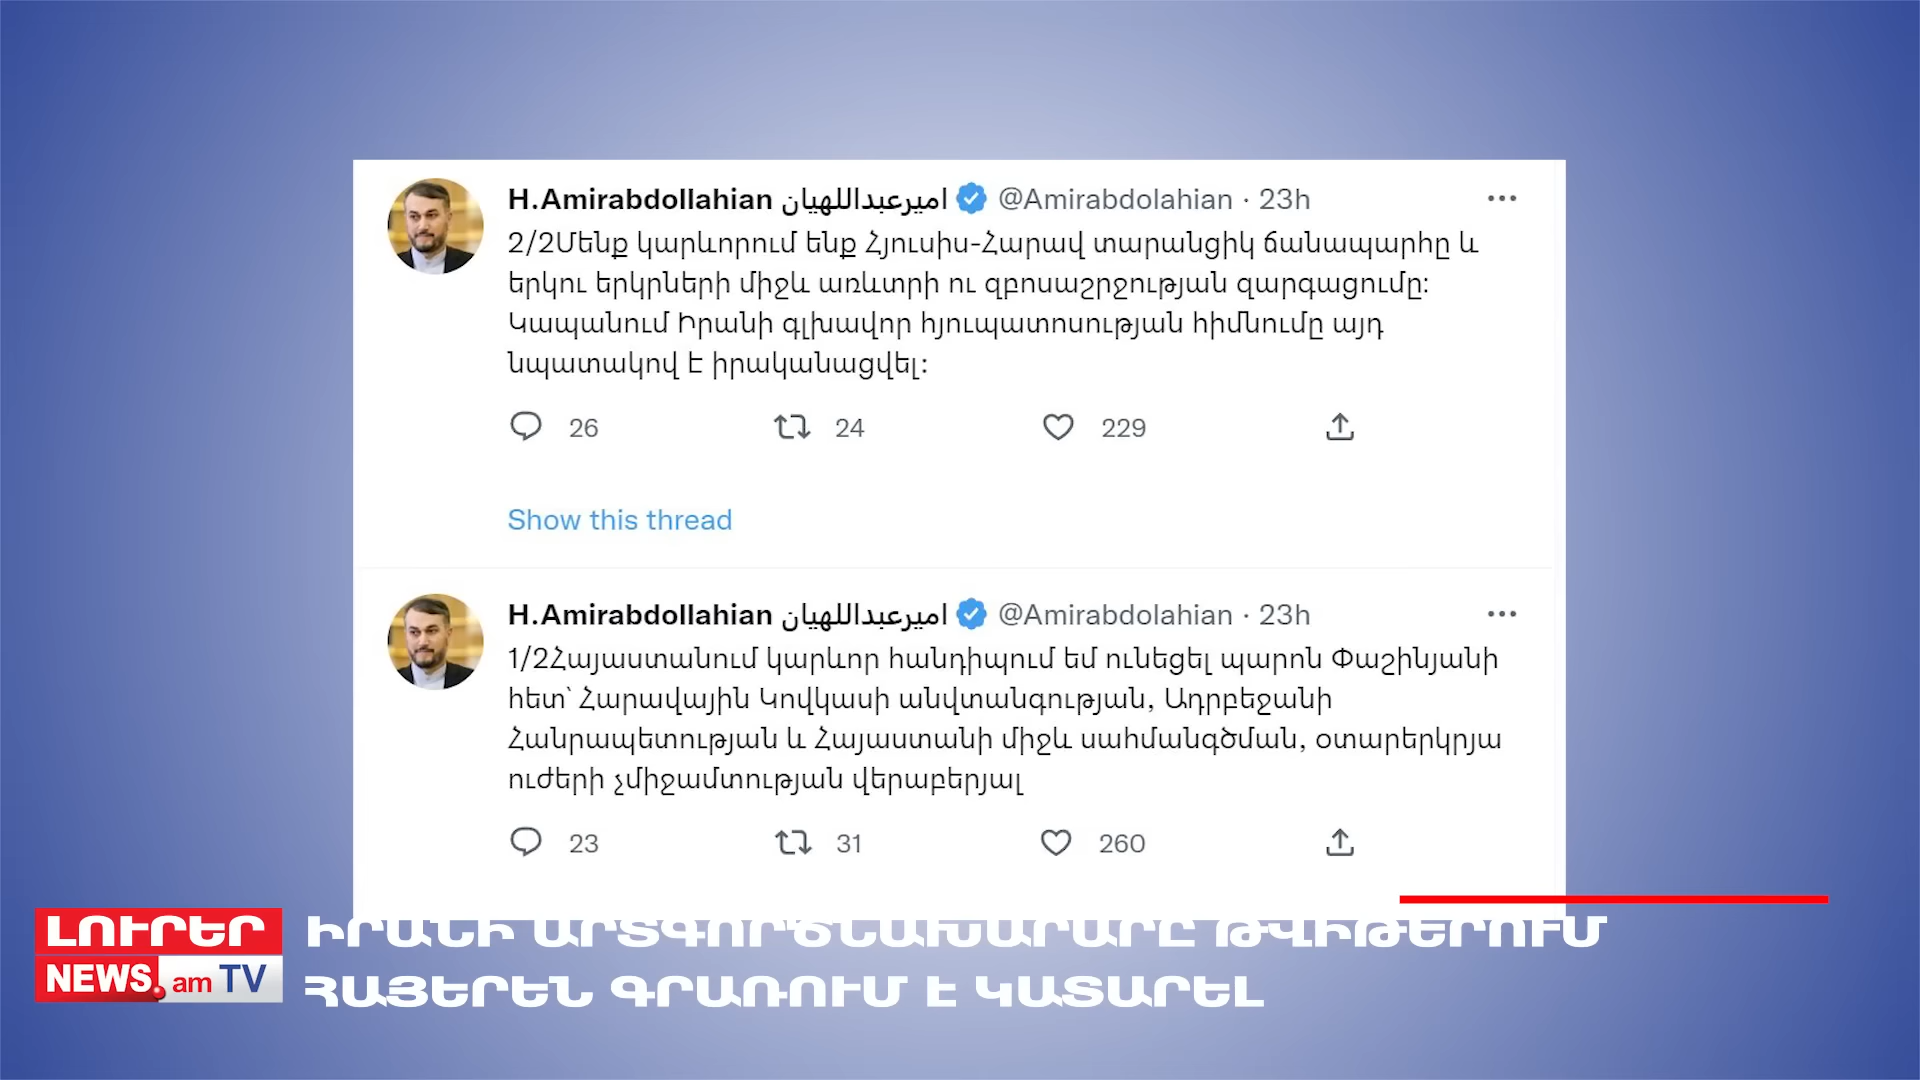 H.Amirabdollahian امیرعبداللهیان @Amirabdolahian · 23h
2/2Մենք կարևորում ենք Հյուսիս-Հարավ տարանցիկ ճանապարհը և
երկու երկրների միջև առևտրի ու զբոսաշրջության զարգացումը:
Կապանում Իրանի գլխավոր հյուպատոսության հիմնումը այդ
նպատակով է իրականացվել:
26 24 229
Show this thread
H.Amirabdollahian امیرعبداللهیان @Amirabdolahian · 23h
1/2Հայաստանում կարևոր հանդիպում եմ ունեցել պարոն Փաշինյանի
հետ՝ Հարավային Կովկասի անվտանգության, Ադրբեջանի
Հանրապետության և Հայաստանի միջև սահմանգծման, օտարերկրյա
ուժերի չմիջամտության վերաբերյալ
23 31 260
ԼՈՒՐԵՐ
NEWS.am TV
ԻՐԱՆԻ ԱՐՏԳՈՐԾՆԱԽԱՐԱՐԸ ԹՎԻԹԵՐՈՒՄ
ՀԱՅԵՐԵՆ ԳՐԱՌՈՒՄ Է ԿԱՏԱՐԵԼ